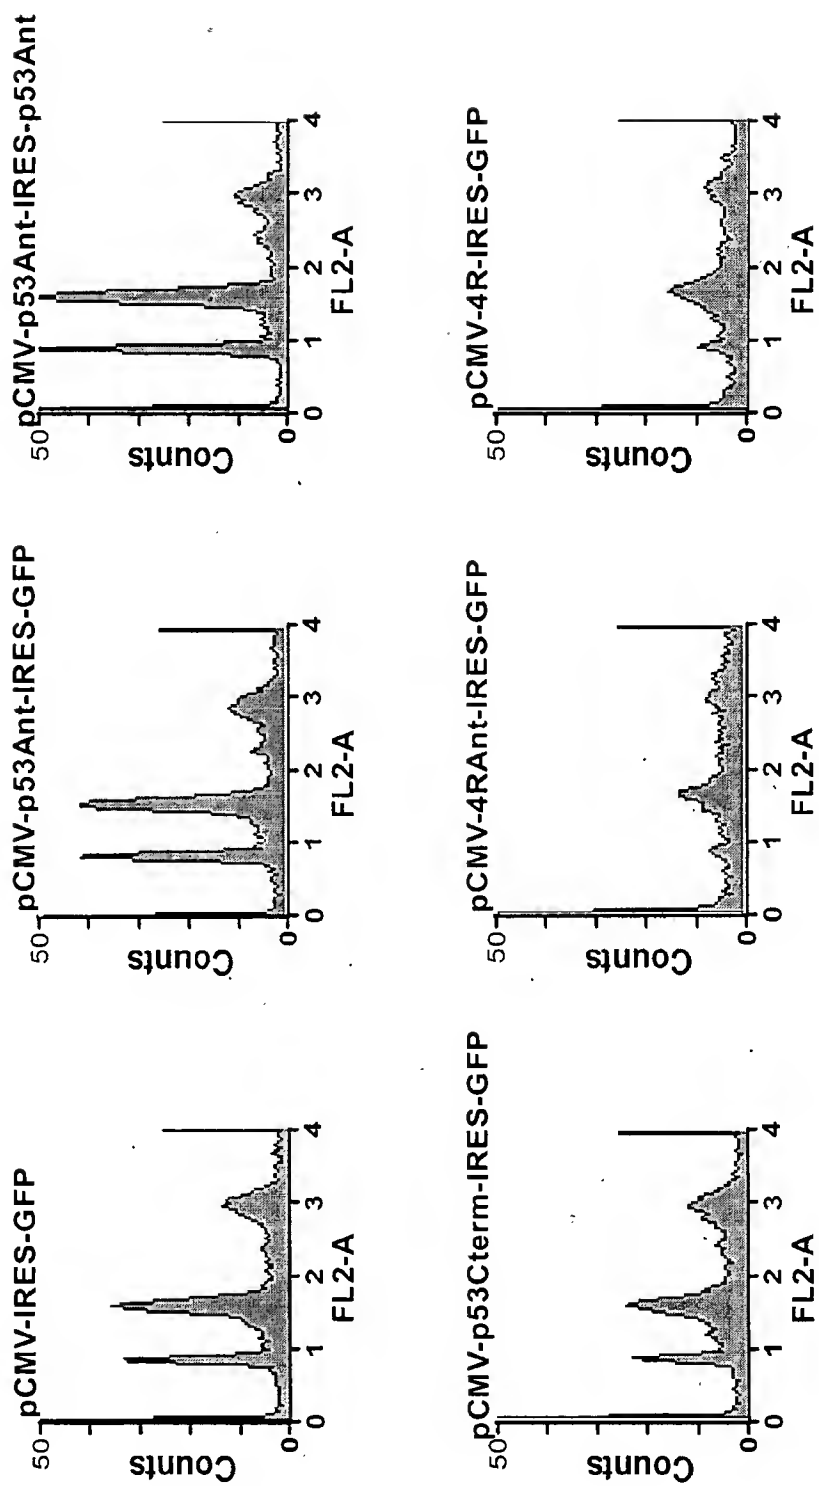 pCMV-IRES-GFP
50
Counts
0
0 1 2 3 4
FL2-A
pCMV-p53Ant-IRES-GFP
50
Counts
0
0 1 2 3 4
FL2-A
pCMV-p53Ant-IRES-p53Ant
50
Counts
0
0 1 2 3 4
FL2-A
pCMV-p53Cterm-IRES-GFP
50
Counts
0
0 1 2 3 4
FL2-A
pCMV-4RAnt-IRES-GFP
50
Counts
0
0 1 2 3 4
FL2-A
pCMV-4R-IRES-GFP
50
Counts
0
0 1 2 3 4
FL2-A